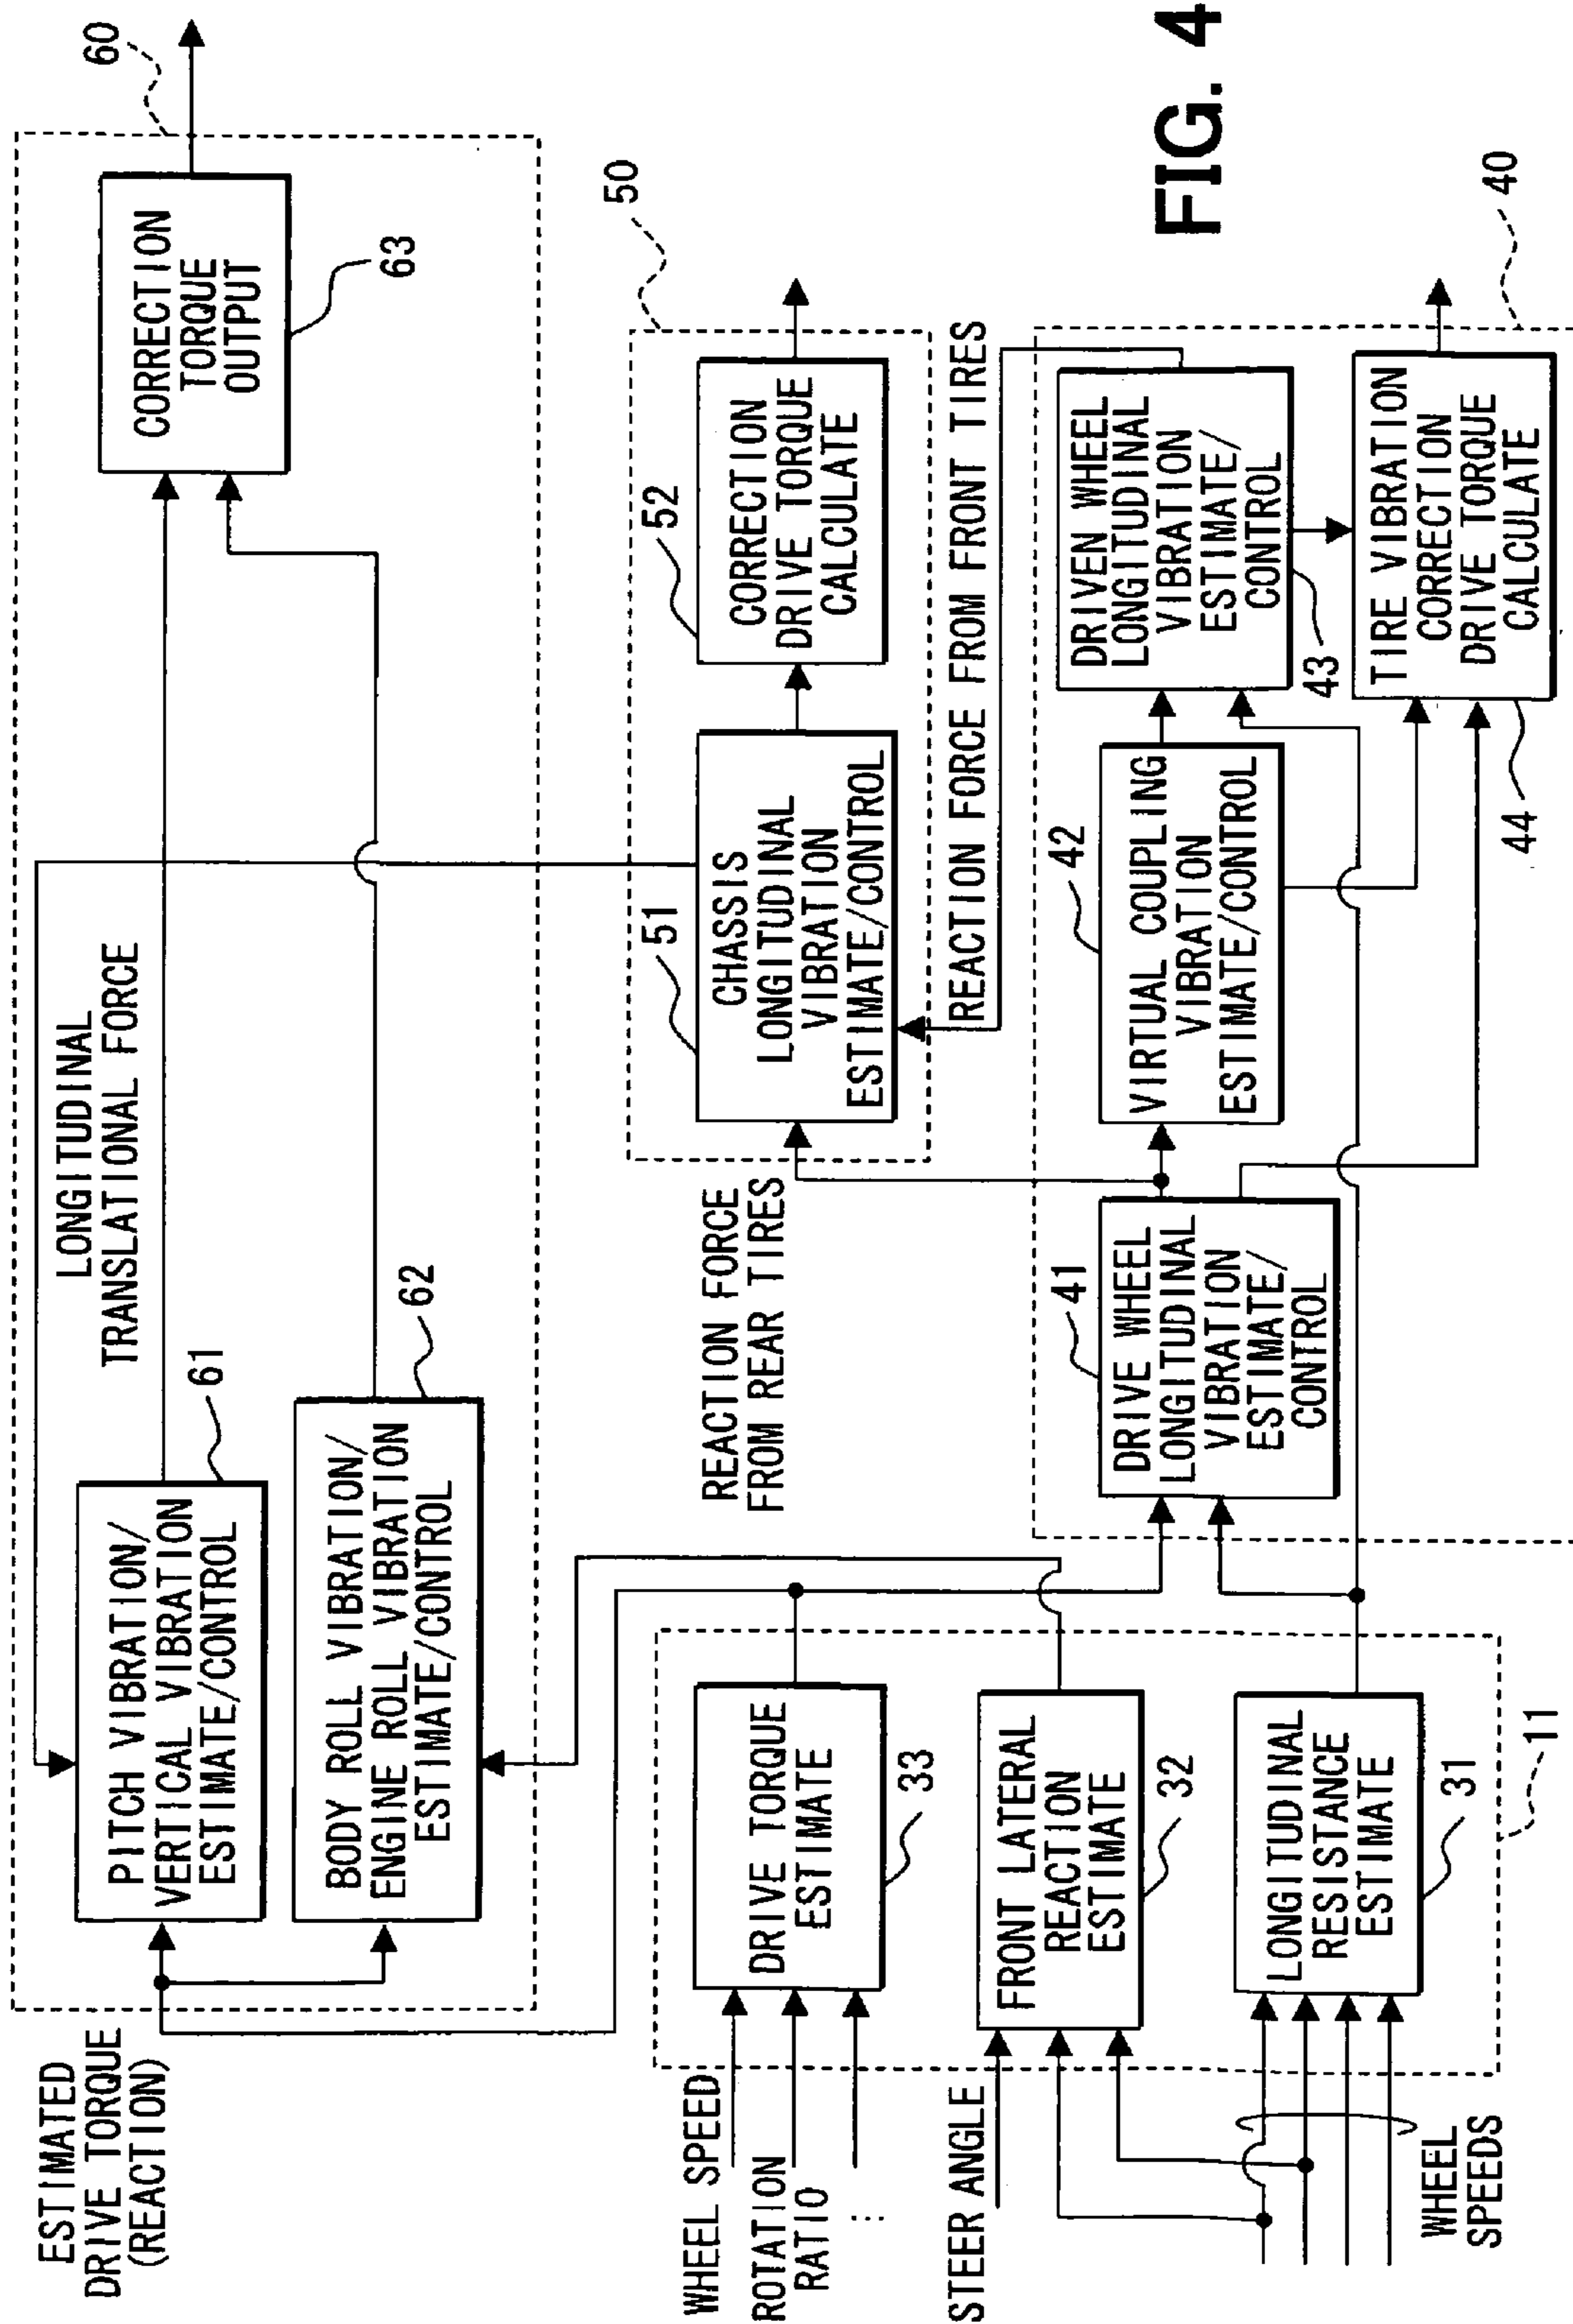 ESTIMATED
DRIVE TORQUE
(REACTION)
PITCH VIBRATION/
VERTICAL VIBRATION
ESTIMATE/CONTROL
61
BODY ROLL VIBRATION/
ENGINE ROLL VIBRATION
ESTIMATE/CONTROL
62
LONGITUDINAL
TRANSLATIONAL FORCE
CORRECTION
TORQUE
OUTPUT
63
60
WHEEL SPEED
ROTATION
RATIO
:
DRIVE TORQUE
ESTIMATE
33
REACTION FORCE
FROM REAR TIRES
51
CHASSIS
LONGITUDINAL
VIBRATION
ESTIMATE/CONTROL
52
CORRECTION
DRIVE TORQUE
CALCULATE
50
REACTION FORCE FROM FRONT TIRES
STEER ANGLE
FRONT LATERAL
REACTION
ESTIMATE
32
WHEEL
SPEEDS
LONGITUDINAL
RESISTANCE
ESTIMATE
31
11
41
DRIVE WHEEL
LONGITUDINAL
VIBRATION
ESTIMATE/
CONTROL
42
VIRTUAL COUPLING
VIBRATION
ESTIMATE/CONTROL
DRIVEN WHEEL
LONGITUDINAL
VIBRATION
ESTIMATE/
CONTROL
43
TIRE VIBRATION
CORRECTION
DRIVE TORQUE
CALCULATE
44
40
FIG. 4